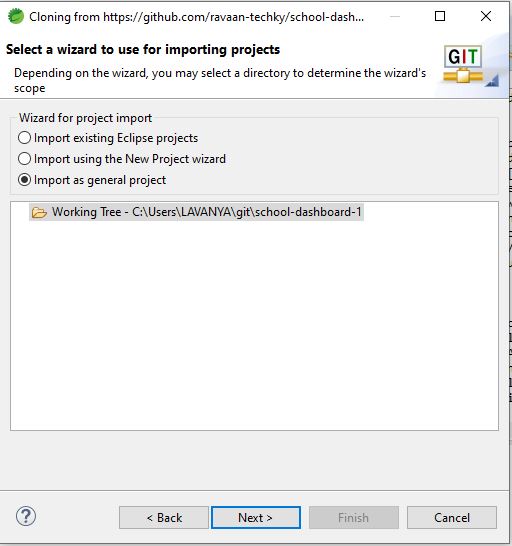 Cloning from https://github.com/ravaan-techky/school-dash...
Select a wizard to use for importing projects
Depending on the wizard, you may select a directory to determine the wizard's
scope
GIT
Wizard for project import
Import existing Eclipse projects
Import using the New Project wizard
Import as general project
Working Tree - C:\Users\LAVANYA\git\school-dashboard-1
?
< Back
Next >
Finish
Cancel